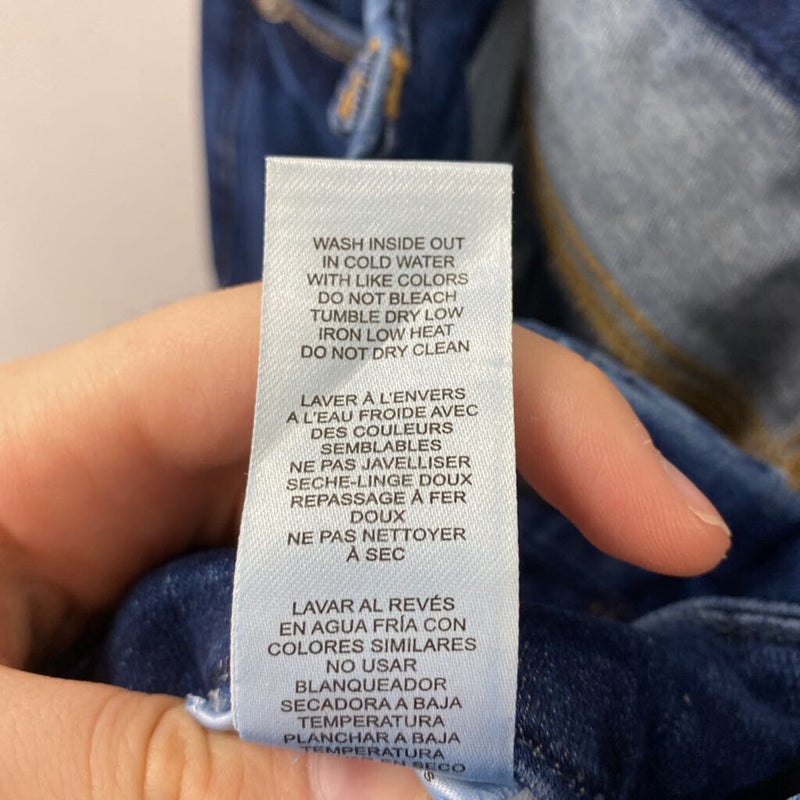 WASH INSIDE OUT
IN COLD WATER
WITH LIKE COLORS
DO NOT BLEACH
TUMBLE DRY LOW
IRON LOW HEAT
DO NOT DRY CLEAN
LAVER À L'ENVERS
A L'EAU FROIDE AVEC
DES COULEURS
SEMBLABLES
NE PAS JAVELLISER
SECHE-LINGE DOUX
REPASSAGE À FER
DOUX
NE PAS NETTOYER
À SEC
LAVAR AL REVÉS
EN AGUA FRÍA CON
COLORES SIMILARES
NO USAR
BLANQUEADOR
SECADORA A BAJA
TEMPERATURA
PLANCHAR A BAJA
TEMPERATURA
EN SECO